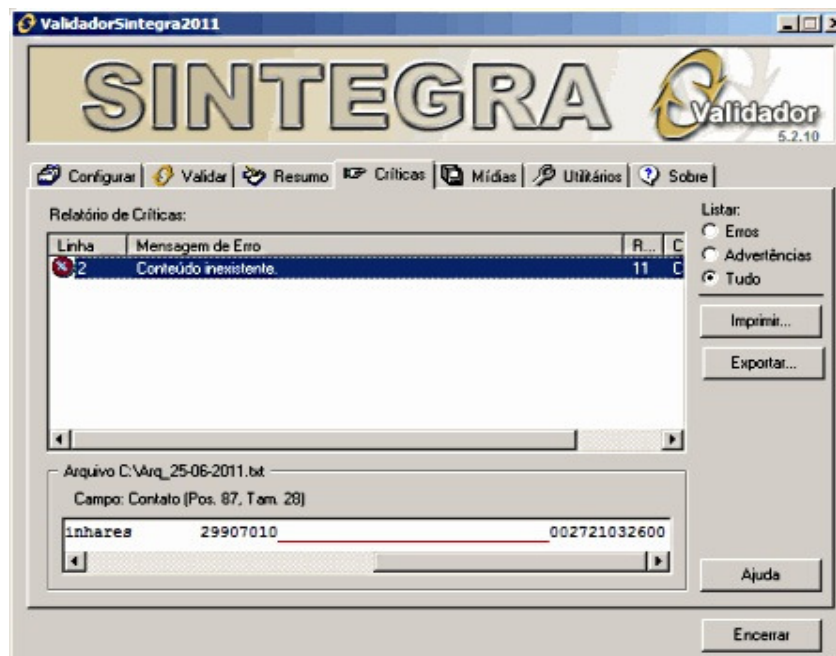 ValidadorSintegra2011
SINTEGRA
Validador
5.2.10
Configurar Validar Resumo Críticas Mídias Utilitários Sobre
Relatório de Críticas:
Listar:
Erros
Advertências
Tudo
Linha Mensagem de Erro R... C
2 Conteúdo inexistente. 11 C
Imprimir...
Exportar...
Arquivo C:\Arq_25-06-2011.txt
Campo: Contato (Pos. 87, Tam. 28)
inhares 29907010 002721032600
Ajuda
Encerrar